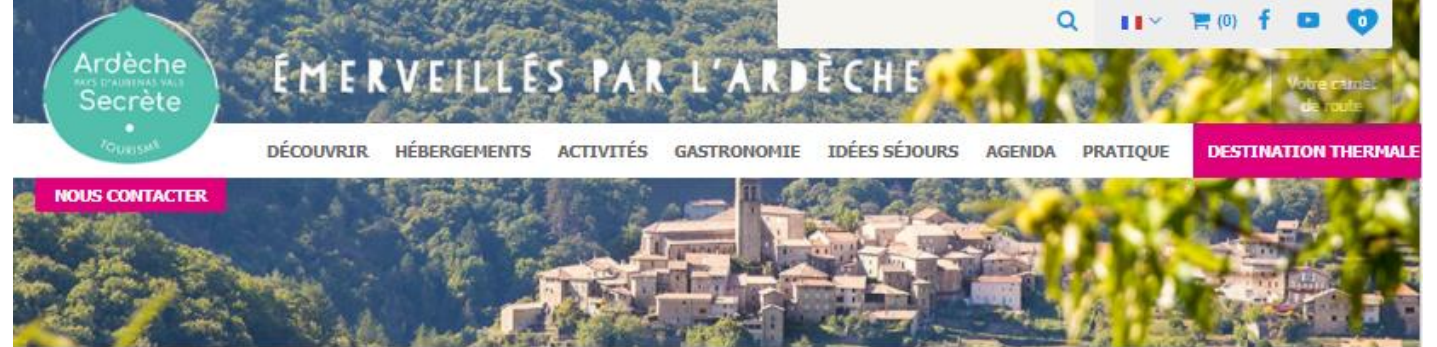 (0)
0
Ardèche
PAYS D'AUBENAS VALS
Secrète
TOURISME
ÉMERVEILLÉS PAR L'ARDÈCHE
Votre carnet
de route
DÉCOUVRIR HÉBERGEMENTS ACTIVITÉS GASTRONOMIE IDÉES SÉJOURS AGENDA PRATIQUE DESTINATION THERMALE
NOUS CONTACTER